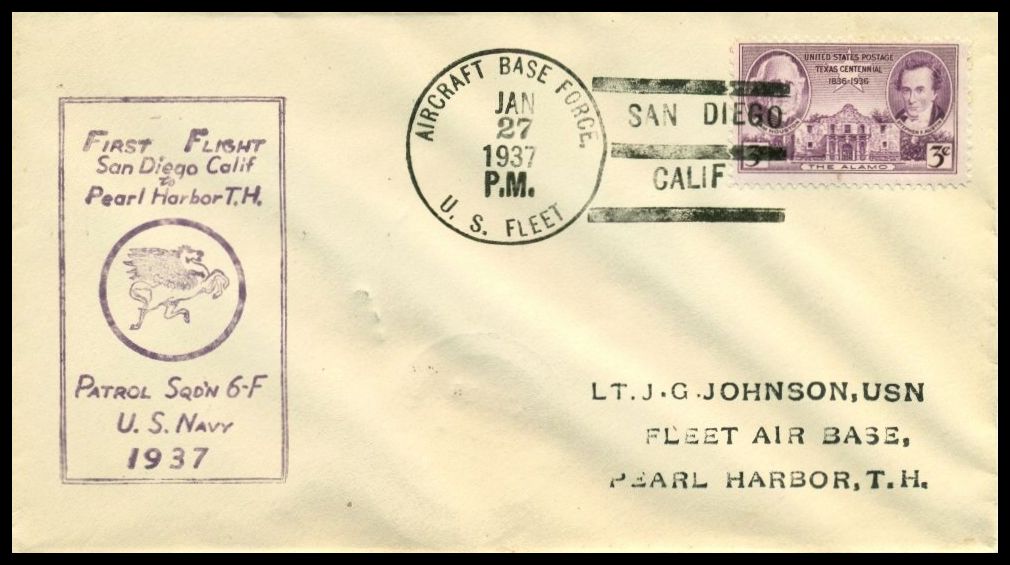 FIRST FLIGHT
San Diego Calif
to
Pearl Harbor T.H.
PATROL SQD'N 6-F
U. S. NAVY
1937
AIRCRAFT BASE FORCE,
JAN
27
1937
P.M.
U. S. FLEET
SAN DIEGO
CALIF
UNITED STATES POSTAGE
TEXAS CENTENNIAL
1836-1936
3
3¢
THE ALAMO
LT. J.G. JOHNSON, USN
FLEET AIR BASE,
PEARL HARBOR, T.H.